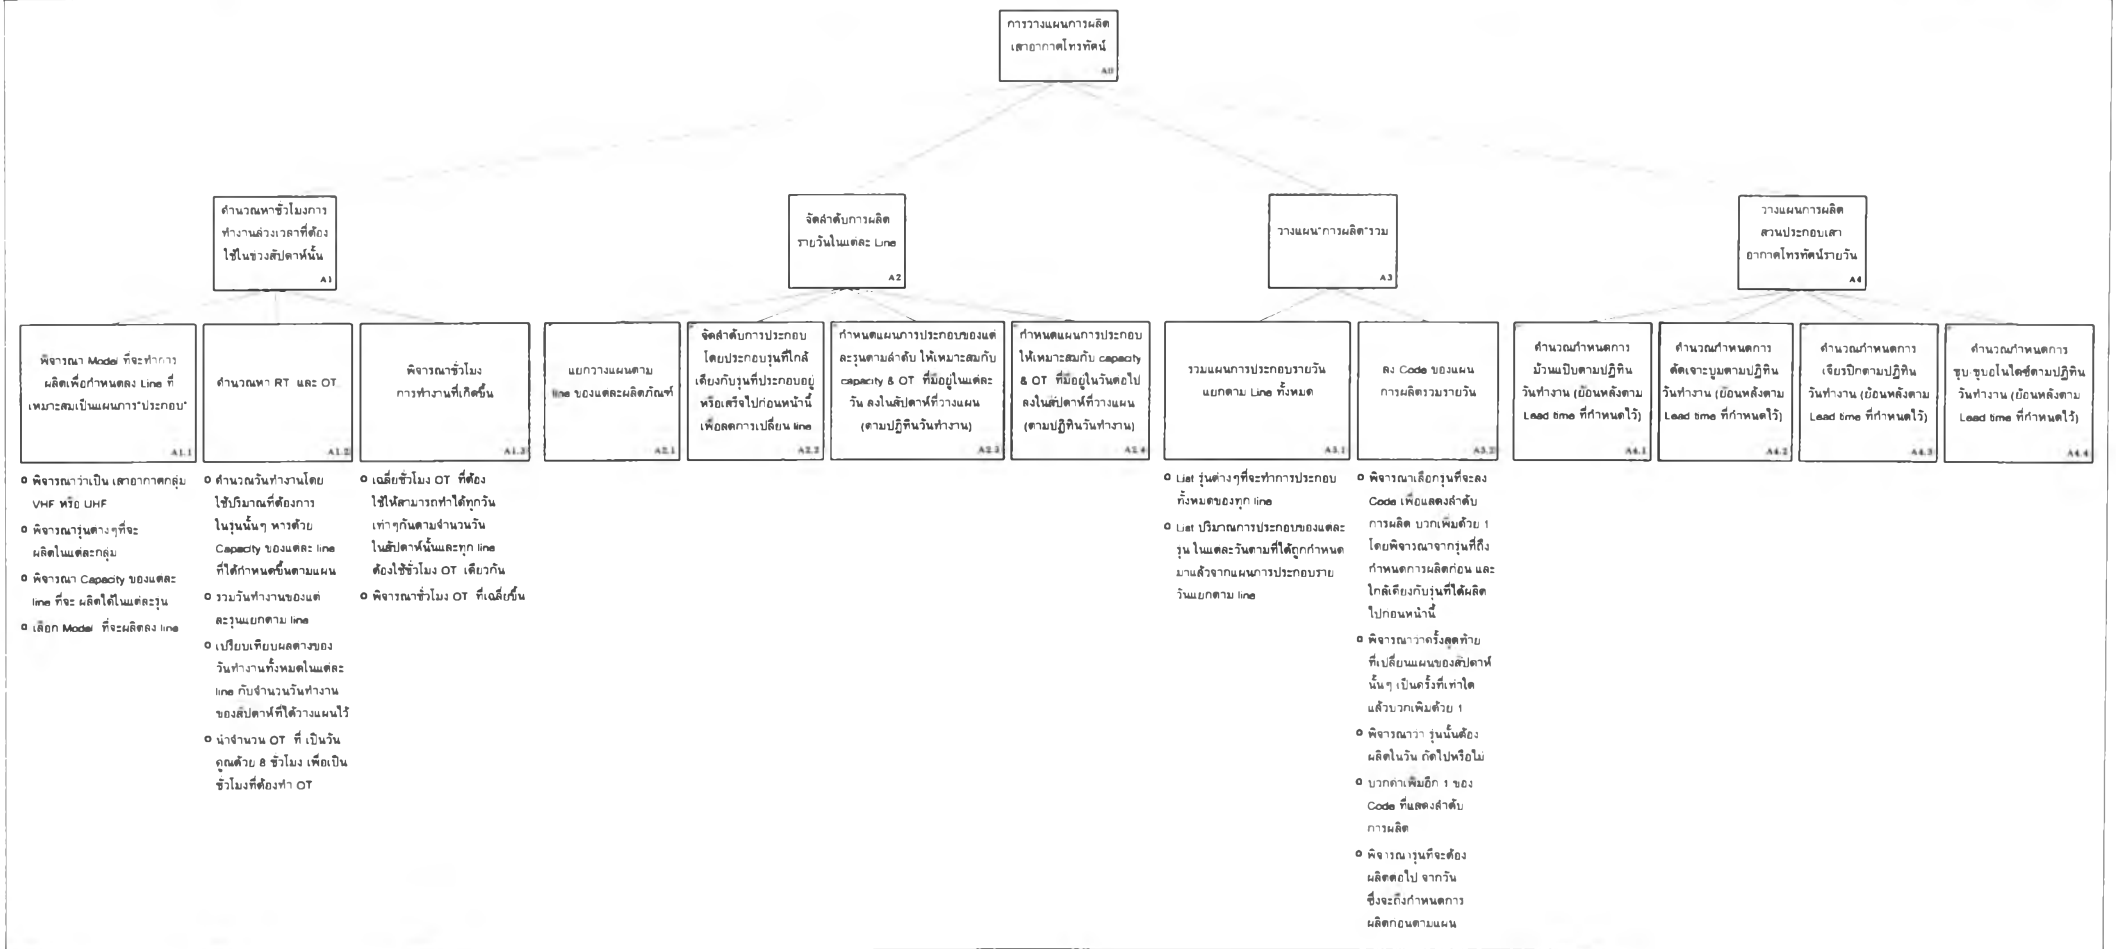 การวางแผนการผลิต
เสาอากาศโทรทัศน์
A0
คำนวณหาชั่วโมงการ
ทำงานล่วงเวลาที่ต้อง
ใช้ในช่วงสัปดาห์นั้น
A1
จัดลำดับการผลิต
รายวันในแต่ละ Line
A2
วางแผน"การผลิต"รวม
A3
วางแผนการผลิต
ส่วนประกอบเสา
อากาศโทรทัศน์รายวัน
A4
พิจารณา Model ที่จะทำการ
ผลิตเพื่อกำหนดลง Line ที่
เหมาะสมเป็นแผนการ"ประกอบ"
A1.1
คำนวณหา RT และ OT
A1.2
พิจารณาชั่วโมง
การทำงานที่เกิดขึ้น
A1.3
แยกวางแผนตาม
line ของแต่ละผลิตภัณฑ์
A2.1
จัดลำดับการประกอบ
โดยประกอบรุ่นที่ใกล้
เคียงกับรุ่นที่ประกอบอยู่
หรือเสร็จไปก่อนหน้านี้
เพื่อลดการเปลี่ยน line
A2.2
กำหนดแผนการประกอบของแต่
ละรุ่นตามลำดับ ให้เหมาะสมกับ
capacity & OT ที่มีอยู่ในแต่ละ
วัน ลงในสัปดาห์ที่วางแผน
(ตามปฏิทินวันทำงาน)
A2.3
กำหนดแผนการประกอบ
ให้เหมาะสมกับ capacity
& OT ที่มีอยู่ในวันต่อไป
ลงในสัปดาห์ที่วางแผน
(ตามปฏิทินวันทำงาน)
A2.4
รวมแผนการประกอบรายวัน
แยกตาม Line ทั้งหมด
A3.1
ลง Code ของแผน
การผลิตรวมรายวัน
A3.2
คำนวณกำหนดการ
ม้วนแป๊บตามปฏิทิน
วันทำงาน (ย้อนหลังตาม
Lead time ที่กำหนดไว้)
A4.1
คำนวณกำหนดการ
ตัดเจาะบูมตามปฏิทิน
วันทำงาน (ย้อนหลังตาม
Lead time ที่กำหนดไว้)
A4.2
คำนวณกำหนดการ
เจียรปีกตามปฏิทิน
วันทำงาน (ย้อนหลังตาม
Lead time ที่กำหนดไว้)
A4.3
คำนวณกำหนดการ
ชุบ-ชุบอโนไดซ์ตามปฏิทิน
วันทำงาน (ย้อนหลังตาม
Lead time ที่กำหนดไว้)
A4.4
พิจารณาว่าเป็น เสาอากาศกลุ่ม
VHF หรือ UHF
พิจารณารุ่นต่างๆที่จะ
ผลิตในแต่ละกลุ่ม
พิจารณา Capacity ของแต่ละ
line ที่จะ ผลิตได้ในแต่ละรุ่น
เลือก Model ที่จะผลิตลง line
คำนวณวันทำงานโดย
ใช้ปริมาณที่ต้องการ
ในรุ่นนั้นๆ หารด้วย
Capacity ของแต่ละ line
ที่ได้กำหนดขึ้นตามแผน
รวมวันทำงานของแต่
ละรุ่นแยกตาม line
เปรียบเทียบผลต่างของ
วันทำงานทั้งหมดในแต่ละ
line กับจำนวนวันทำงาน
ของสัปดาห์ที่ได้วางแผนไว้
นำจำนวน OT ที่ เป็นวัน
คูณด้วย 8 ชั่วโมง เพื่อเป็น
ชั่วโมงที่ต้องทำ OT
เฉลี่ยชั่วโมง OT ที่ต้อง
ใช้ให้สามารถทำได้ทุกวัน
เท่าๆกันตามจำนวนวัน
ในสัปดาห์นั้นและทุก line
ต้องใช้ชั่วโมง OT เดียวกัน
พิจารณาชั่วโมง OT ที่เฉลี่ยขึ้น
List รุ่นต่างๆที่จะทำการประกอบ
ทั้งหมดของทุก line
List ปริมาณการประกอบของแต่ละ
รุ่น ในแต่ละวันตามที่ได้ถูกกำหนด
มาแล้วจากแผนการประกอบราย
วันแยกตาม line
พิจารณาเลือกรุ่นที่จะลง
Code เพื่อแสดงลำดับ
การผลิต บวกเพิ่มด้วย 1
โดยพิจารณาจากรุ่นที่ถึง
กำหนดการผลิตก่อน และ
ใกล้เคียงกับรุ่นที่ได้ผลิต
ไปก่อนหน้านี้
พิจารณาว่าครั้งสุดท้าย
ที่เปลี่ยนแผนของสัปดาห์
นั้นๆ เป็นครั้งที่เท่าใด
แล้วบวกเพิ่มด้วย 1
พิจารณาว่า รุ่นนั้นต้อง
ผลิตในวัน ถัดไปหรือไม่
บวกค่าเพิ่มอีก 1 ของ
Code ที่แสดงลำดับ
การผลิต
พิจารณารุ่นที่จะต้อง
ผลิตต่อไป จากวัน
ซึ่งจะถึงกำหนดการ
ผลิตก่อนตามแผน